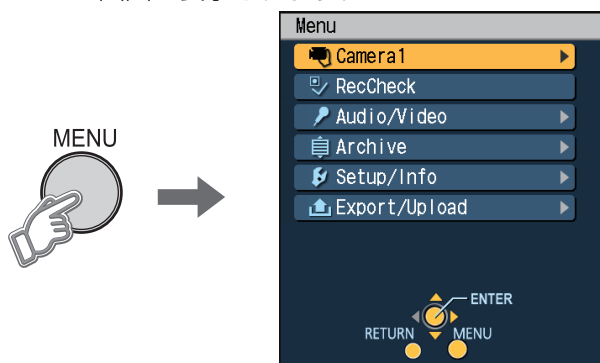 MENU
Menu
Camera1
RecCheck
Audio/Video
Archive
Setup/Info
Export/Upload
ENTER
RETURN
MENU